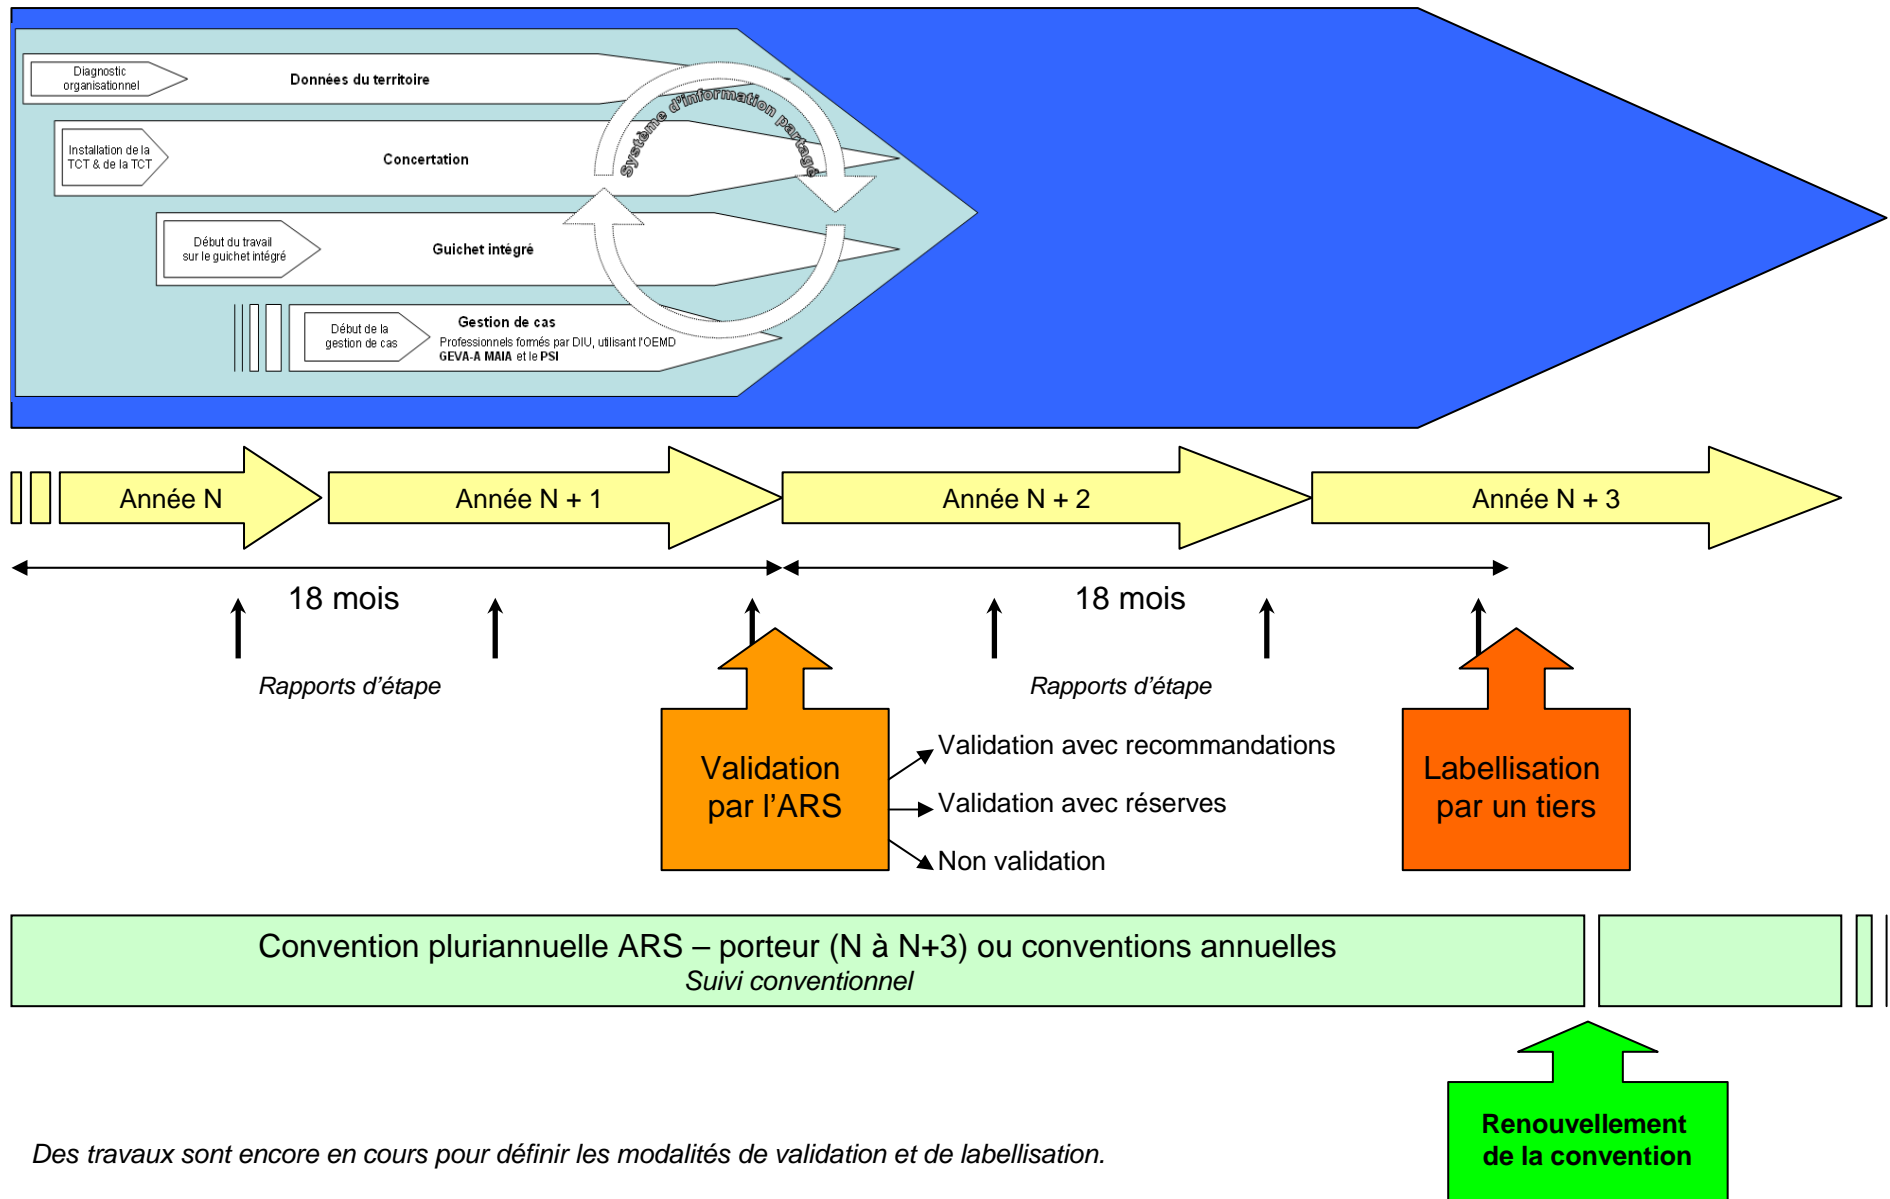 Diagnostic
organisationnel
Données du territoire
Système d'information partagé
Installation de la
TCT & de la TCT
Concertation
Début du travail
sur le guichet intégré
Guichet intégré
Début de la
gestion de cas
Gestion de cas
Professionnels formés par DIU, utilisant l'OEMD
GEVA-A MAIA et le PSI
Année N
Année N + 1
Année N + 2
Année N + 3
18 mois
18 mois
Rapports d'étape
Rapports d'étape
Validation
par l'ARS
Validation avec recommandations
Validation avec réserves
Non validation
Labellisation
par un tiers
Convention pluriannuelle ARS – porteur (N à N+3) ou conventions annuelles
Suivi conventionnel
Renouvellement
de la convention
Des travaux sont encore en cours pour définir les modalités de validation et de labellisation.